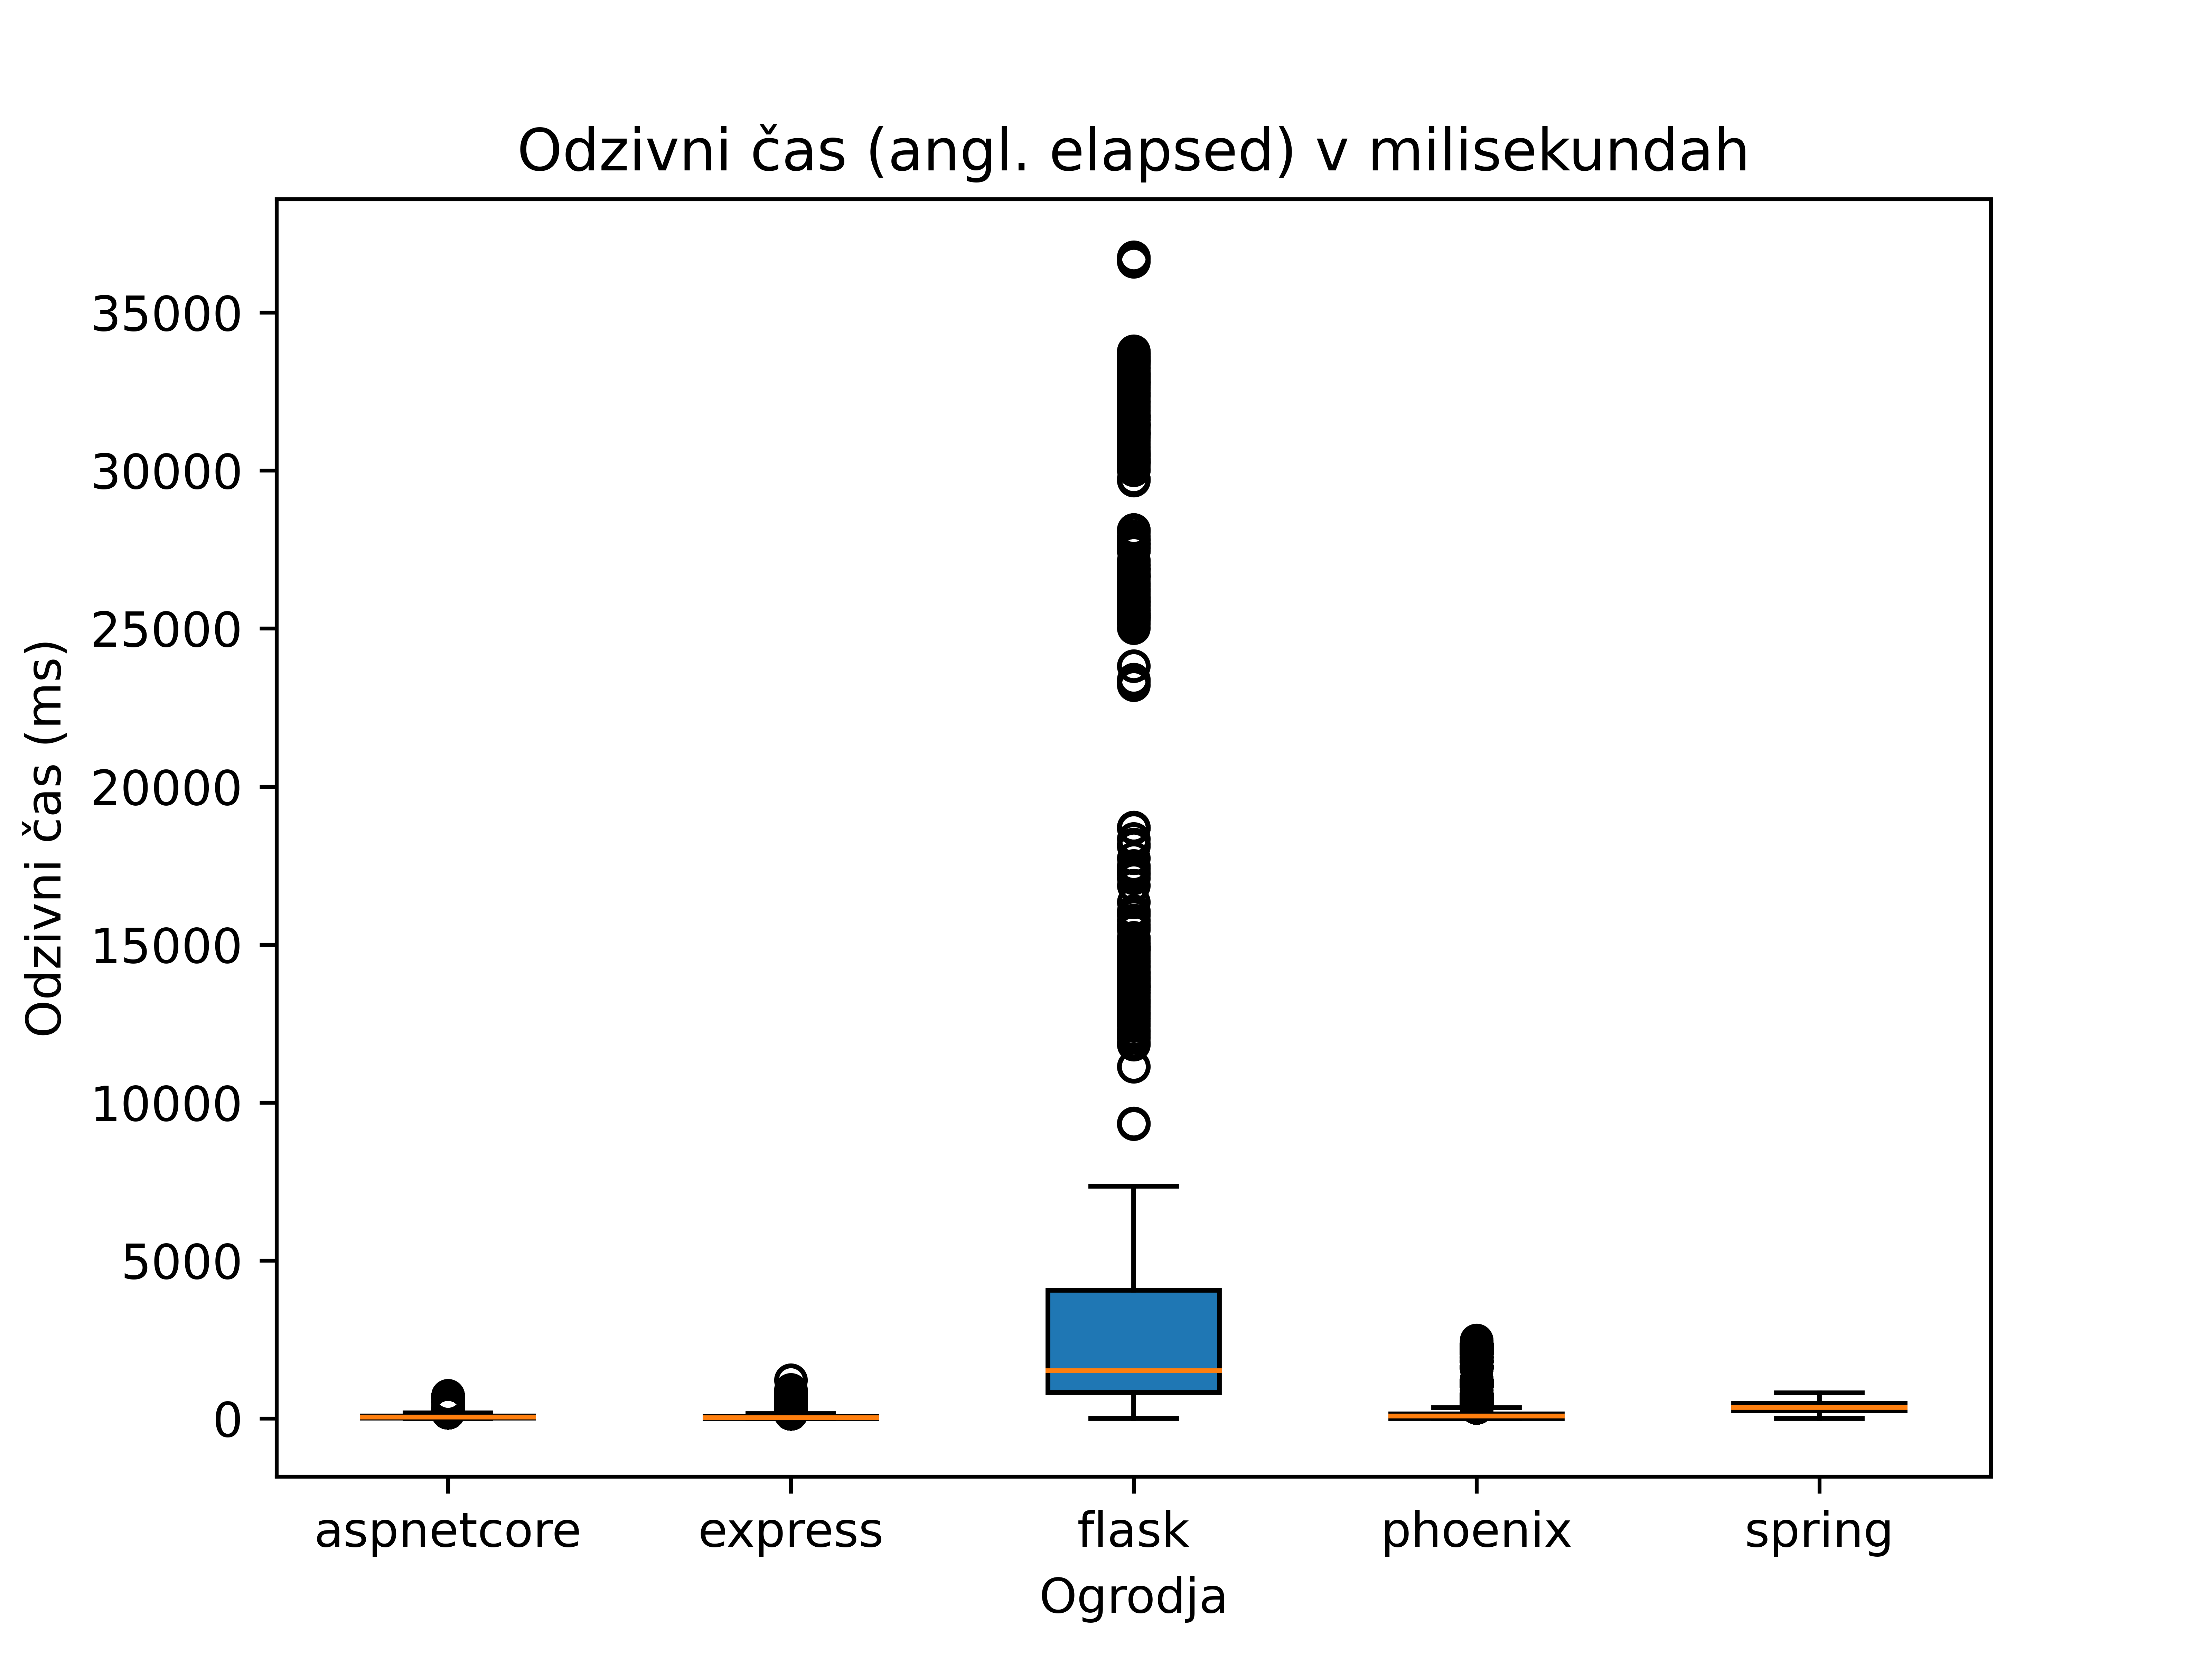 Odzivni čas (angl. elapsed) v milisekundah
Odzivni čas (ms)
35000
30000
25000
20000
15000
10000
5000
0
aspnetcore express flask phoenix spring
Ogrodja